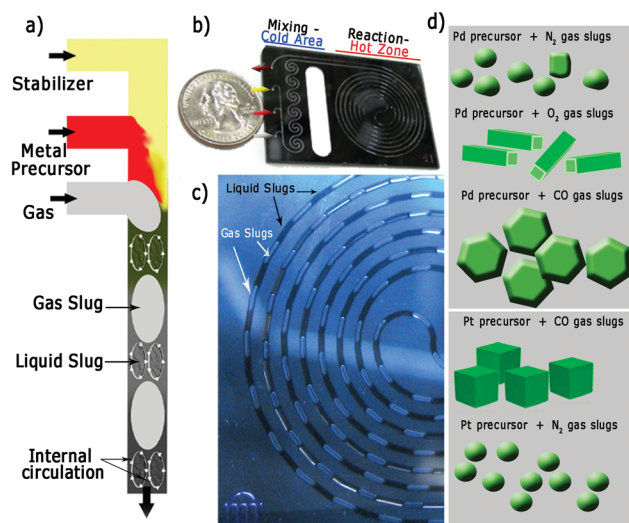 a)
Stabilizer
Metal
Precursor
Gas
Gas Slug
Liquid Slug
Internal
circulation
b)
Mixing -
Cold Area
Reaction-
Hot Zone
c)
Liquid Slugs
Gas Slugs
d)
Pd precursor + N₂ gas slugs
Pd precursor + O₂ gas slugs
Pd precursor + CO gas slugs
Pt precursor + CO gas slugs
Pt precursor + N₂ gas slugs